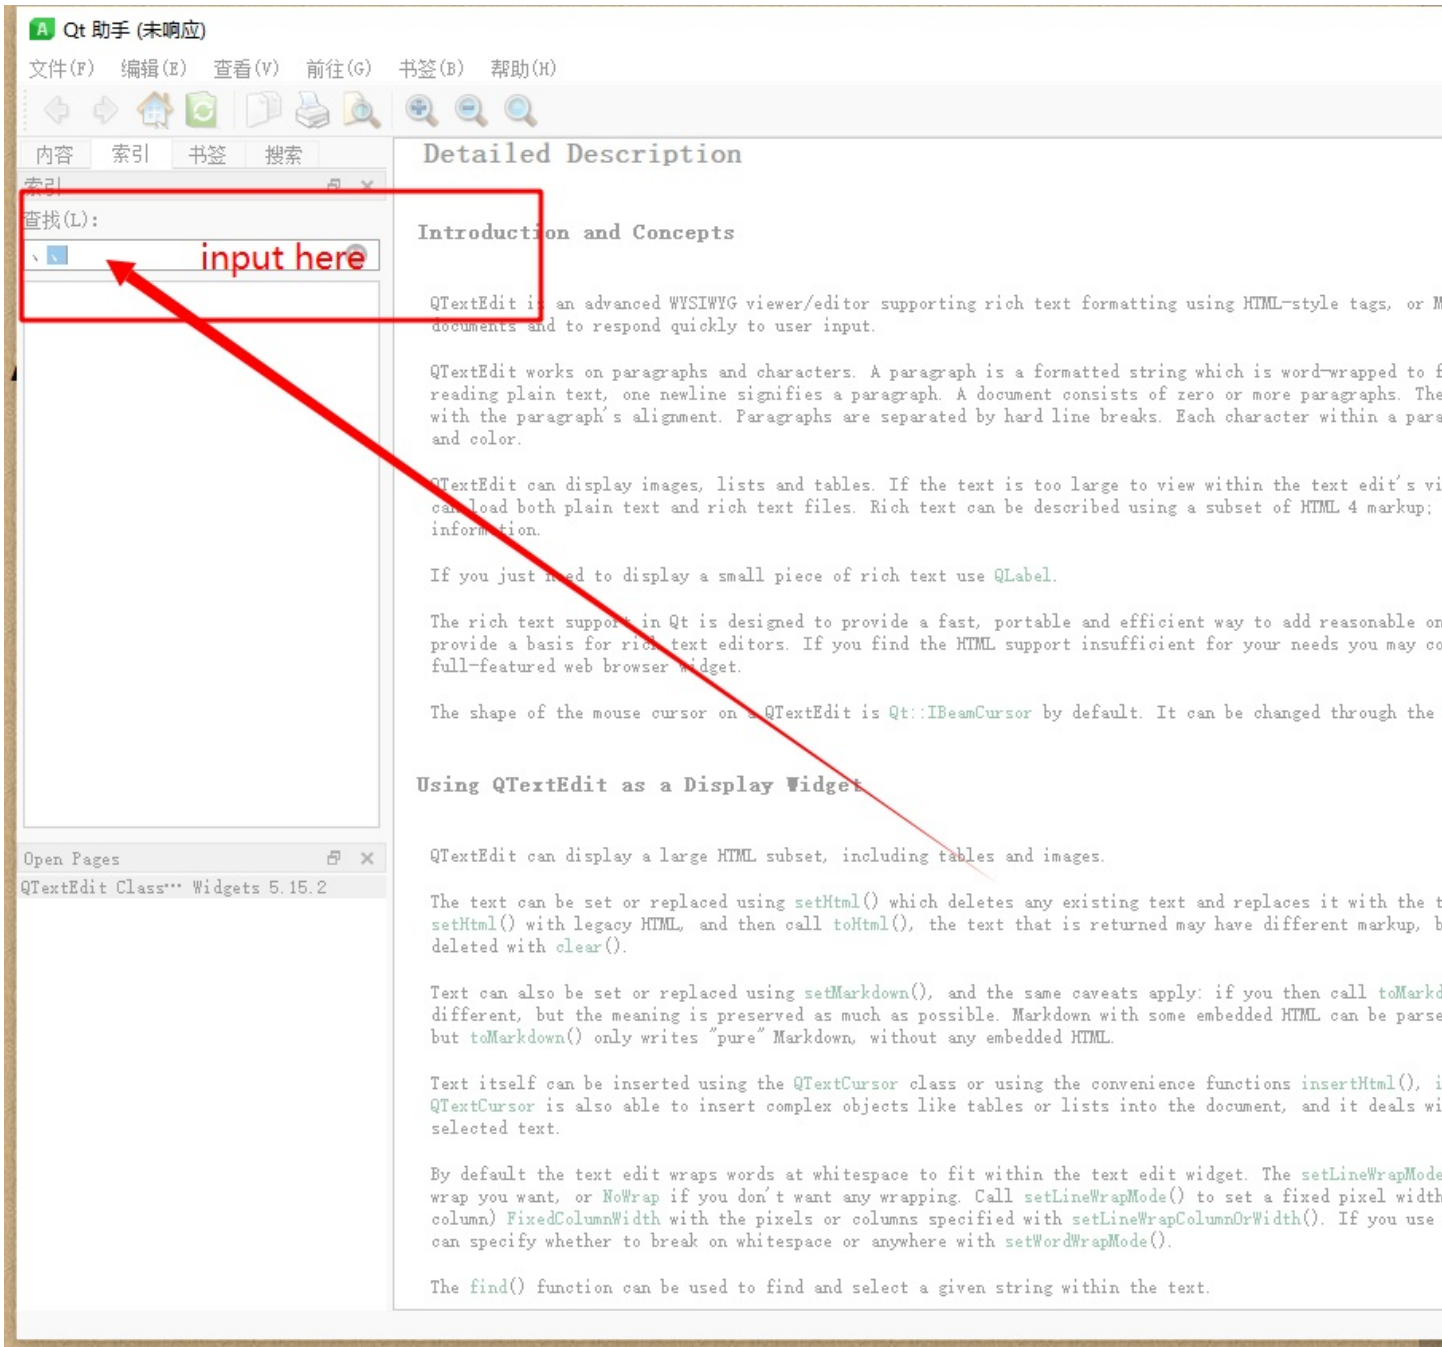 Qt 助手 (未响应)
文件(F) 编辑(E) 查看(V) 前往(G) 书签(B) 帮助(H)
内容 索引 书签 搜索
索引
查找(L):
、、
input here
Open Pages
QTextEdit Class··· Widgets 5.15.2
Detailed Description
Introduction and Concepts
QTextEdit is an advanced WYSIWYG viewer/editor supporting rich text formatting using HTML-style tags, or M
documents and to respond quickly to user input.
QTextEdit works on paragraphs and characters. A paragraph is a formatted string which is word-wrapped to f
reading plain text, one newline signifies a paragraph. A document consists of zero or more paragraphs. The
with the paragraph's alignment. Paragraphs are separated by hard line breaks. Each character within a para
and color.
QTextEdit can display images, lists and tables. If the text is too large to view within the text edit's vi
can load both plain text and rich text files. Rich text can be described using a subset of HTML 4 markup;
information.
If you just need to display a small piece of rich text use QLabel.
The rich text support in Qt is designed to provide a fast, portable and efficient way to add reasonable on
provide a basis for rich text editors. If you find the HTML support insufficient for your needs you may co
full-featured web browser widget.
The shape of the mouse cursor on a QTextEdit is Qt::IBeamCursor by default. It can be changed through the
Using QTextEdit as a Display Widget
QTextEdit can display a large HTML subset, including tables and images.
The text can be set or replaced using setHtml() which deletes any existing text and replaces it with the t
setHtml() with legacy HTML, and then call toHtml(), the text that is returned may have different markup, b
deleted with clear().
Text can also be set or replaced using setMarkdown(), and the same caveats apply: if you then call toMarkd
different, but the meaning is preserved as much as possible. Markdown with some embedded HTML can be parse
but toMarkdown() only writes "pure" Markdown, without any embedded HTML.
Text itself can be inserted using the QTextCursor class or using the convenience functions insertHtml(), i
QTextCursor is also able to insert complex objects like tables or lists into the document, and it deals wi
selected text.
By default the text edit wraps words at whitespace to fit within the text edit widget. The setLineWrapMode
wrap you want, or NoWrap if you don't want any wrapping. Call setLineWrapMode() to set a fixed pixel width
column) FixedColumnWidth with the pixels or columns specified with setLineWrapColumnOrWidth(). If you use
can specify whether to break on whitespace or anywhere with setWordWrapMode().
The find() function can be used to find and select a given string within the text.